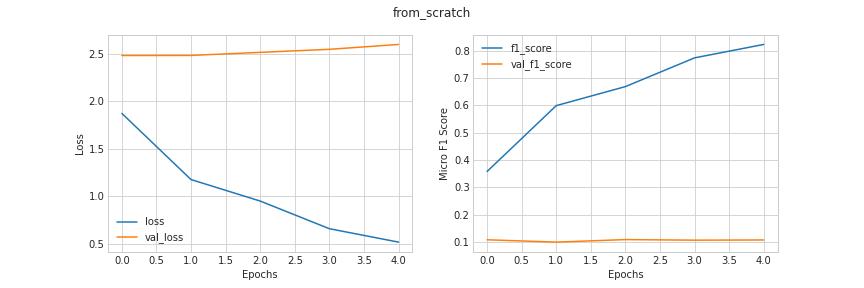 from_scratch
2.5
2.0
1.5
1.0
0.5
Loss
loss
val_loss
0.0 0.5 1.0 1.5 2.0 2.5 3.0 3.5 4.0
Epochs
0.8
0.7
0.6
0.5
0.4
0.3
0.2
0.1
Micro F1 Score
f1_score
val_f1_score
0.0 0.5 1.0 1.5 2.0 2.5 3.0 3.5 4.0
Epochs